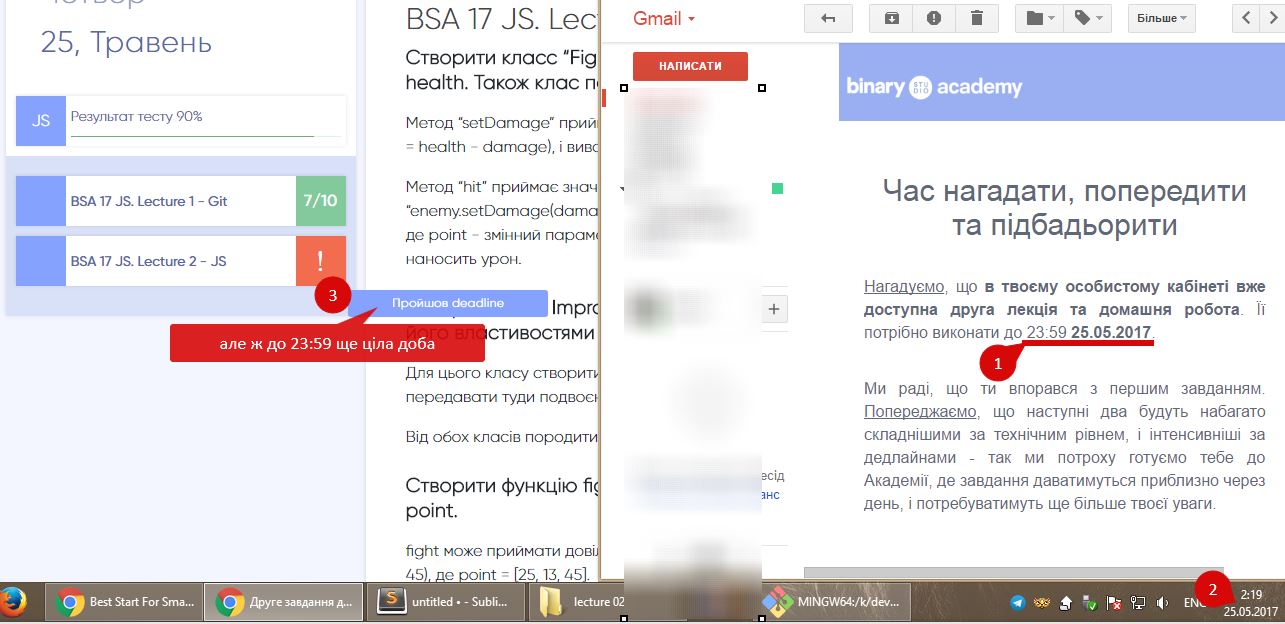 Четвер
25, Травень
JS
Результат тесту 90%
BSA 17 JS. Lecture 1 - Git
7/10
BSA 17 JS. Lecture 2 - JS
!
3
Пройшов deadline
але ж до 23:59 ще ціла доба
BSA 17 JS. Lect
Створити класс “Fig
health. Також клас п
Метод “setDamage” прий
= health - damage), і виво
Метод “hit” приймає знач
“enemy.setDamage(dama
де point - змінний параме
наносить урон.
Impro
його властивостями
Для цього класу створити
передавати туди подвоєн
Від обох класів породити
Створити функцію fig
point.
fight може приймати довіл
45), де point = [25, 13, 45].
Gmail
Більше
НАПИСАТИ
+
есід
анс
binary STUDIO academy
Час нагадати, попередити
та підбадьорити
Нагадуємо, що в твоєму особистому кабінеті вже
доступна друга лекція та домашня робота. Її
потрібно виконати до 23:59 25.05.2017.
1
Ми раді, що ти впорався з першим завданням.
Попереджаємо, що наступні два будуть набагато
складнішими за технічним рівнем, і інтенсивніші за
дедлайнами - так ми потроху готуємо тебе до
Академії, де завдання даватимуться приблизно через
день, і потребуватимуть ще більше твоєї уваги.
Best Start For Sma...
Друге завдання д...
untitled • - Subli...
lecture 02
MINGW64:/k/dev...
ENG
2
2:19
25.05.2017